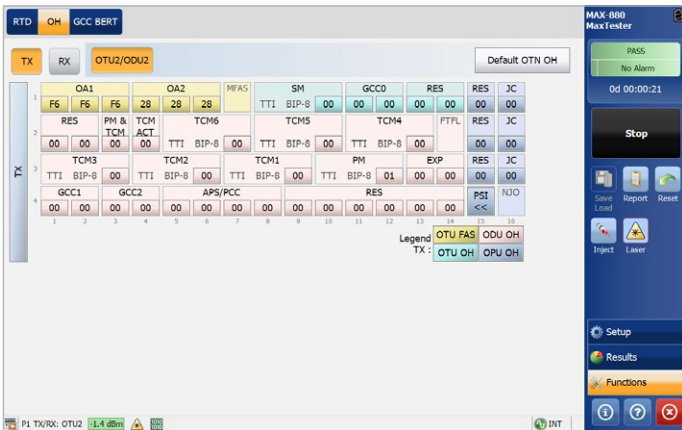 RTD OH GCC BERT
MAX-880
MaxTester
TX RX OTU2/ODU2 Default OTN OH
PASS
No Alarm
0d 00:00:21
OA1 OA2 MFAS SM GCC0 RES RES JC
1 F6 F6 F6 28 28 28 TTI BIP-8 00 00 00 00 00 00 00
RES PM & TCM TCM ACT TCM6 TCM5 TCM4 FTFL RES JC
2 00 00 00 00 TTI BIP-8 00 TTI BIP-8 00 TTI BIP-8 00 00 00
TCM3 TCM2 TCM1 PM EXP RES JC
3 TTI BIP-8 00 TTI BIP-8 00 TTI BIP-8 00 TTI BIP-8 01 00 00 00 00
GCC1 GCC2 APS/PCC RES PSI NJO
4 00 00 00 00 00 00 00 00 00 00 00 00 00 00 <<
1 2 3 4 5 6 7 8 9 10 11 12 13 14 15 16
TX
Legend TX : OTU FAS ODU OH
OTU OH OPU OH
Stop
Save Load Report Reset
Inject Laser
Setup
Results
Functions
P1 TX/RX: OTU2 -1.4 dBm INT